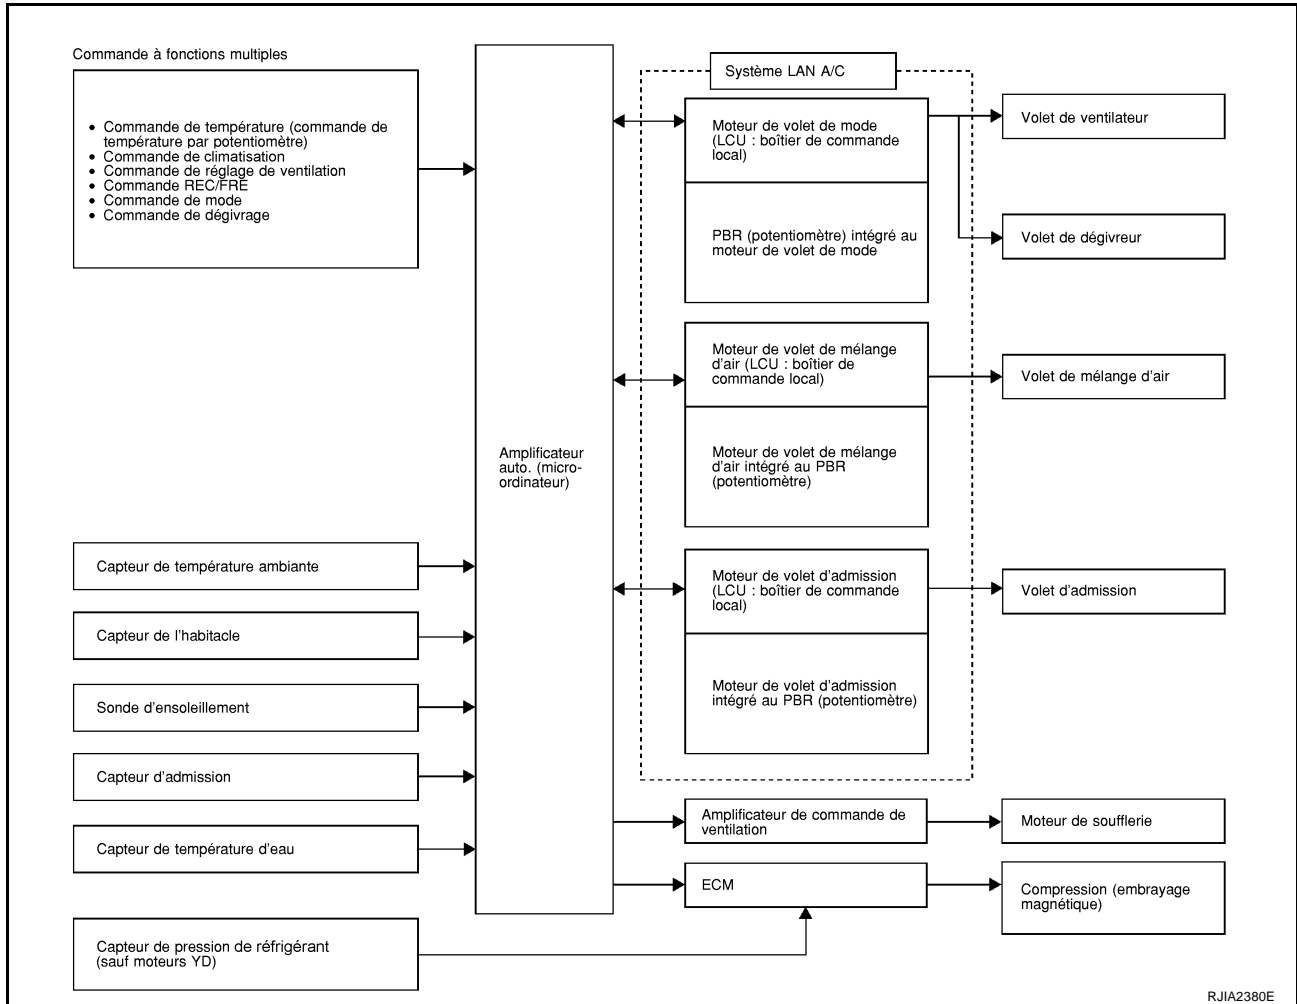 Commande à fonctions multiples
• Commande de température (commande de
température par potentiomètre)
• Commande de climatisation
• Commande de réglage de ventilation
• Commande REC/FRE
• Commande de mode
• Commande de dégivrage
Capteur de température ambiante
Capteur de l'habitacle
Sonde d'ensoleillement
Capteur d'admission
Capteur de température d'eau
Capteur de pression de réfrigérant
(sauf moteurs YD)
Amplificateur
auto. (micro-
ordinateur)
Système LAN A/C
Moteur de volet de mode
(LCU : boîtier de commande
local)
PBR (potentiomètre) intégré au
moteur de volet de mode
Moteur de volet de mélange
d'air (LCU : boîtier de
commande local)
Moteur de volet de mélange
d'air intégré au PBR
(potentiomètre)
Moteur de volet d'admission
(LCU : boîtier de commande
local)
Moteur de volet d'admission
intégré au PBR (potentiomètre)
Amplificateur de commande de
ventilation
ECM
Volet de ventilateur
Volet de dégivreur
Volet de mélange d'air
Volet d'admission
Moteur de soufflerie
Compression (embrayage
magnétique)
RJIA2380E